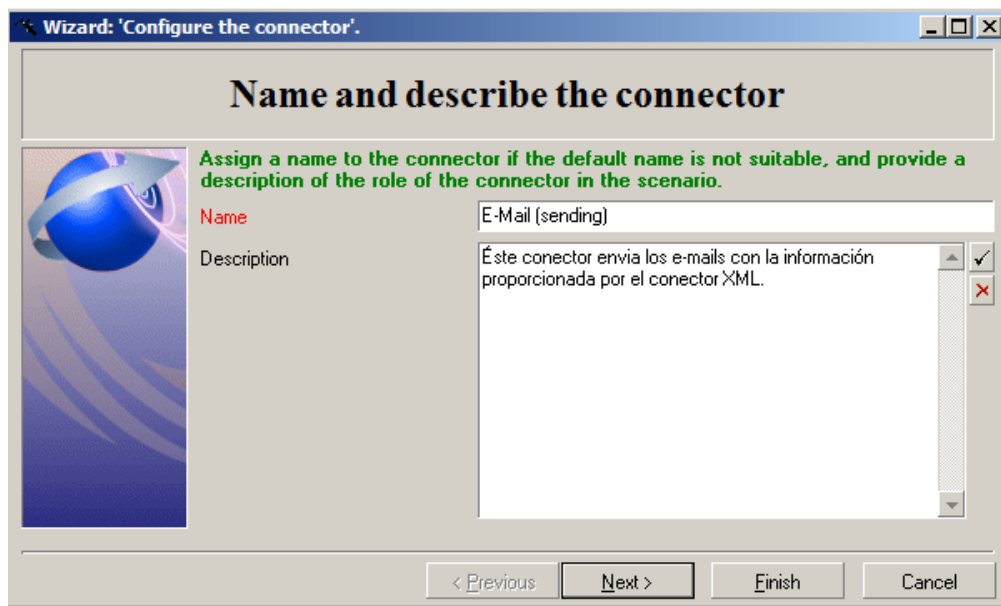 Wizard: 'Configure the connector'.
Name and describe the connector
Assign a name to the connector if the default name is not suitable, and provide a
description of the role of the connector in the scenario.
Name
E-Mail (sending)
Description
Éste conector envia los e-mails con la información
proporcionada por el conector XML.
< Previous
Next >
Finish
Cancel